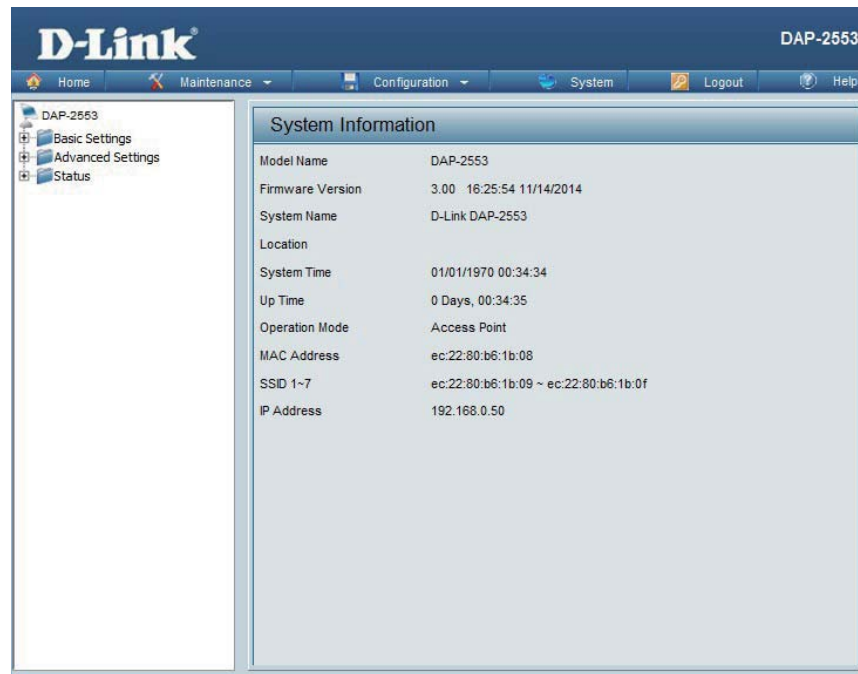 D-Link
DAP-2553
Home Maintenance Configuration System Logout Help
DAP-2553
Basic Settings
Advanced Settings
Status
System Information
Model Name DAP-2553
Firmware Version 3.00 16:25:54 11/14/2014
System Name D-Link DAP-2553
Location
System Time 01/01/1970 00:34:34
Up Time 0 Days, 00:34:35
Operation Mode Access Point
MAC Address ec:22:80:b6:1b:08
SSID 1~7 ec:22:80:b6:1b:09 ~ ec:22:80:b6:1b:0f
IP Address 192.168.0.50